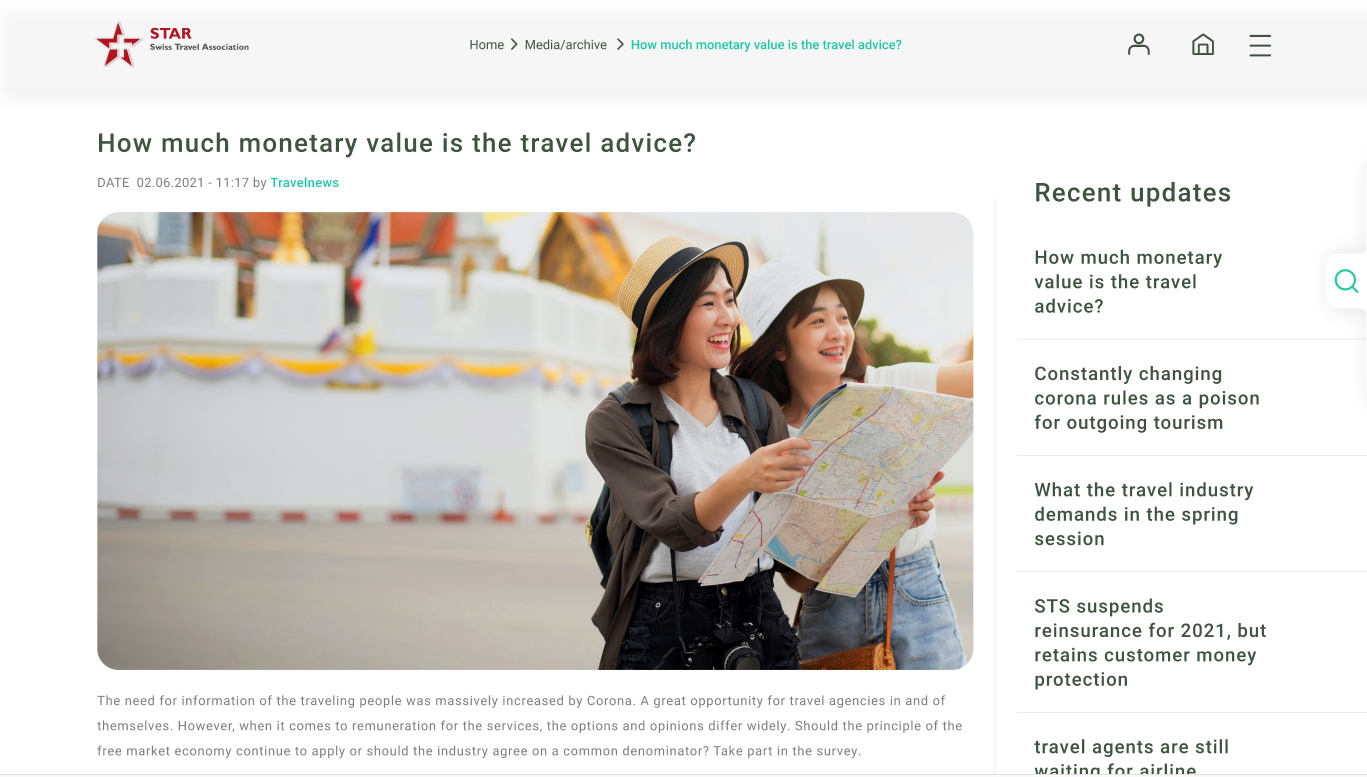 STAR
Swiss Travel Association
Home > Media/archive > How much monetary value is the travel advice?
How much monetary value is the travel advice?
DATE 02.06.2021 - 11:17 by Travelnews
The need for information of the traveling people was massively increased by Corona. A great opportunity for travel agencies in and of
themselves. However, when it comes to remuneration for the services, the options and opinions differ widely. Should the principle of the
free market economy continue to apply or should the industry agree on a common denominator? Take part in the survey.
Recent updates
How much monetary
value is the travel
advice?
Constantly changing
corona rules as a poison
for outgoing tourism
What the travel industry
demands in the spring
session
STS suspends
reinsurance for 2021, but
retains customer money
protection
travel agents are still
waiting for airline